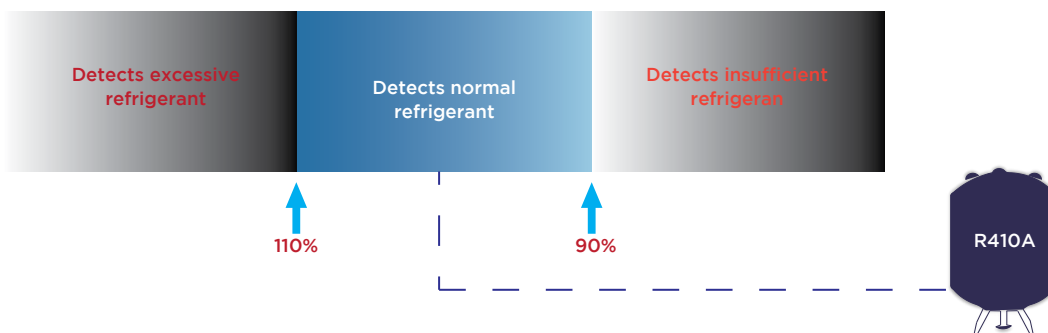 Detects excessive
refrigerant
Detects normal
refrigerant
Detects insufficient
refrigeran
110%
90%
R410A